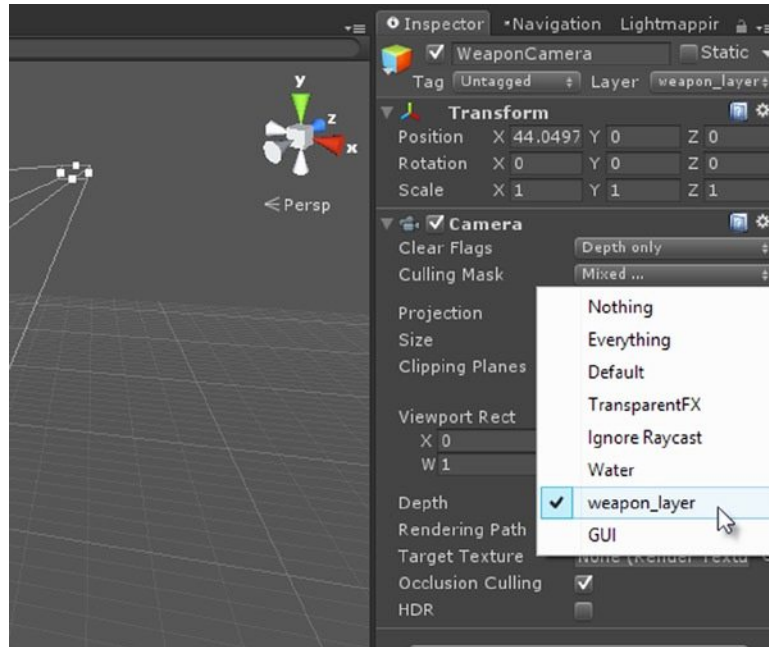 Inspector Navigation Lightmappir
WeaponCamera Static
Tag Untagged Layer weapon_layer
Transform
Position X 44.0497 Y 0 Z 0
Rotation X 0 Y 0 Z 0
Scale X 1 Y 1 Z 1
Camera
Clear Flags Depth only
Culling Mask Mixed ...
Projection
Size
Clipping Planes
Viewport Rect
X 0
W 1
Depth
Rendering Path
Target Texture None (Render Textu
Occlusion Culling
HDR
Nothing
Everything
Default
TransparentFX
Ignore Raycast
Water
weapon_layer
GUI
y
z
x
Persp